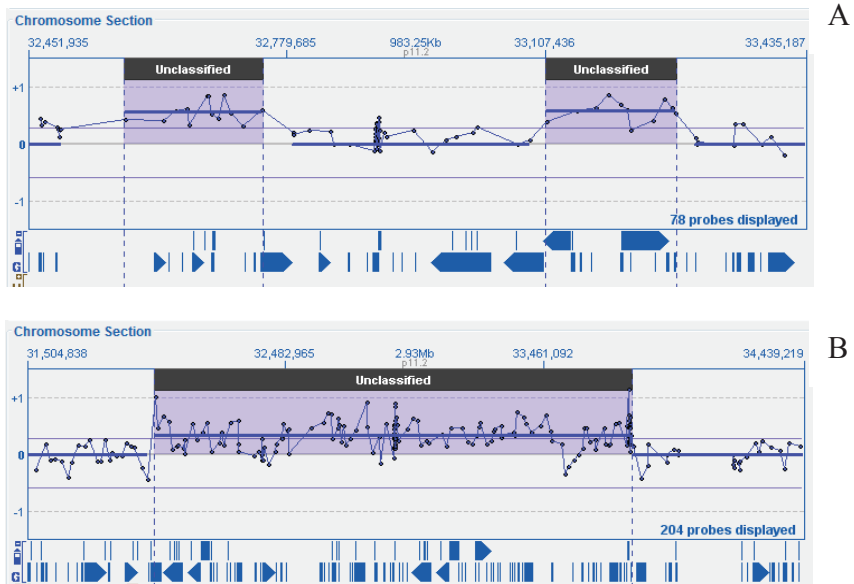 A
Chromosome Section
32,451,935 32,779,685 983.25Kb 33,107,436 33,435,187
p11.2
Unclassified Unclassified
+1
0
-1
78 probes displayed
G
B
Chromosome Section
31,504,838 32,482,965 2.93Mb 33,461,092 34,439,219
p11.2
Unclassified
+1
0
-1
204 probes displayed
G